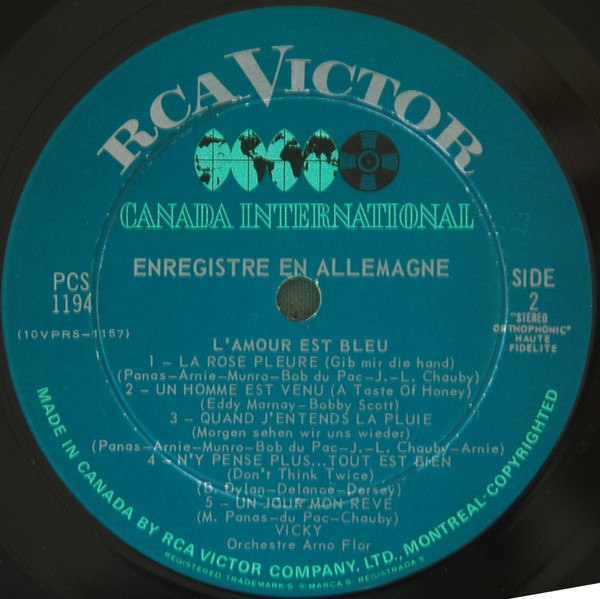 RCA VICTOR
CANADA INTERNATIONAL
ENREGISTRE EN ALLEMAGNE
PCS
1194
(10VPRS-1157)
SIDE
2
"STEREO
ORTHOPHONIC"
HAUTE
FIDELITE
L'AMOUR EST BLEU
1 – LA ROSE PLEURE (Gib mir die hand)
(Panas–Arnie–Munro–Bob du Pac–J.–L. Chauby)
2 – UN HOMME EST VENU (A Taste Of Honey)
(Eddy Marnay–Bobby Scott)
3 – QUAND J'ENTENDS LA PLUIE
(Morgen sehen wir uns wieder)
(Panas–Arnie–Munro–Bob du Pac–J.–L. Chauby–Arnie)
4 – N'Y PENSE PLUS...TOUT EST BIEN
(Don't Think Twice)
(B. Dylan–Delanoë–Dersey)
5 – UN JOUR MON REVE
(M. Panas–du Pac–Chauby)
VICKY
Orchestre Arno Flor
MADE IN CANADA BY RCA VICTOR COMPANY, LTD., MONTREAL-COPYRIGHTED
REGISTERED TRADEMARK S S/MARCA S REGISTRADA S